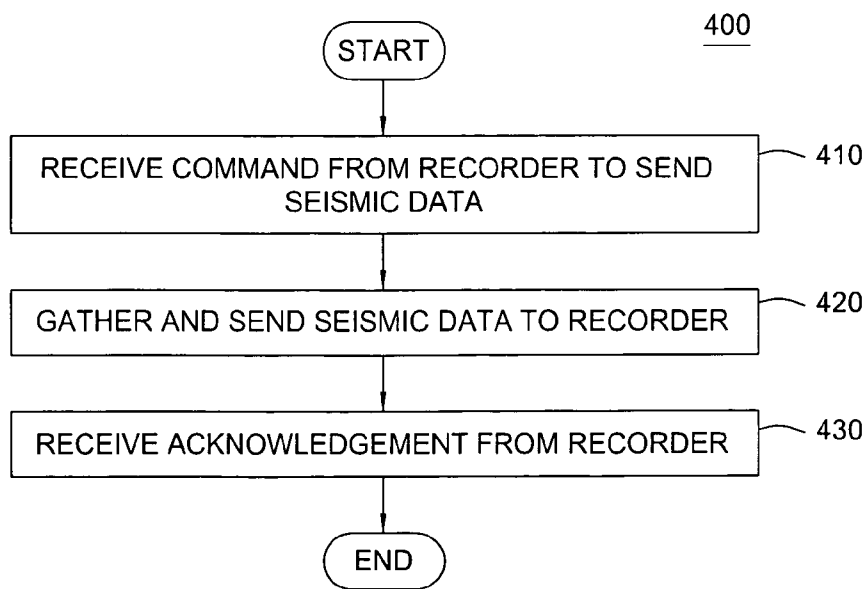 400
START
RECEIVE COMMAND FROM RECORDER TO SEND
SEISMIC DATA
410
GATHER AND SEND SEISMIC DATA TO RECORDER
420
RECEIVE ACKNOWLEDGEMENT FROM RECORDER
430
END